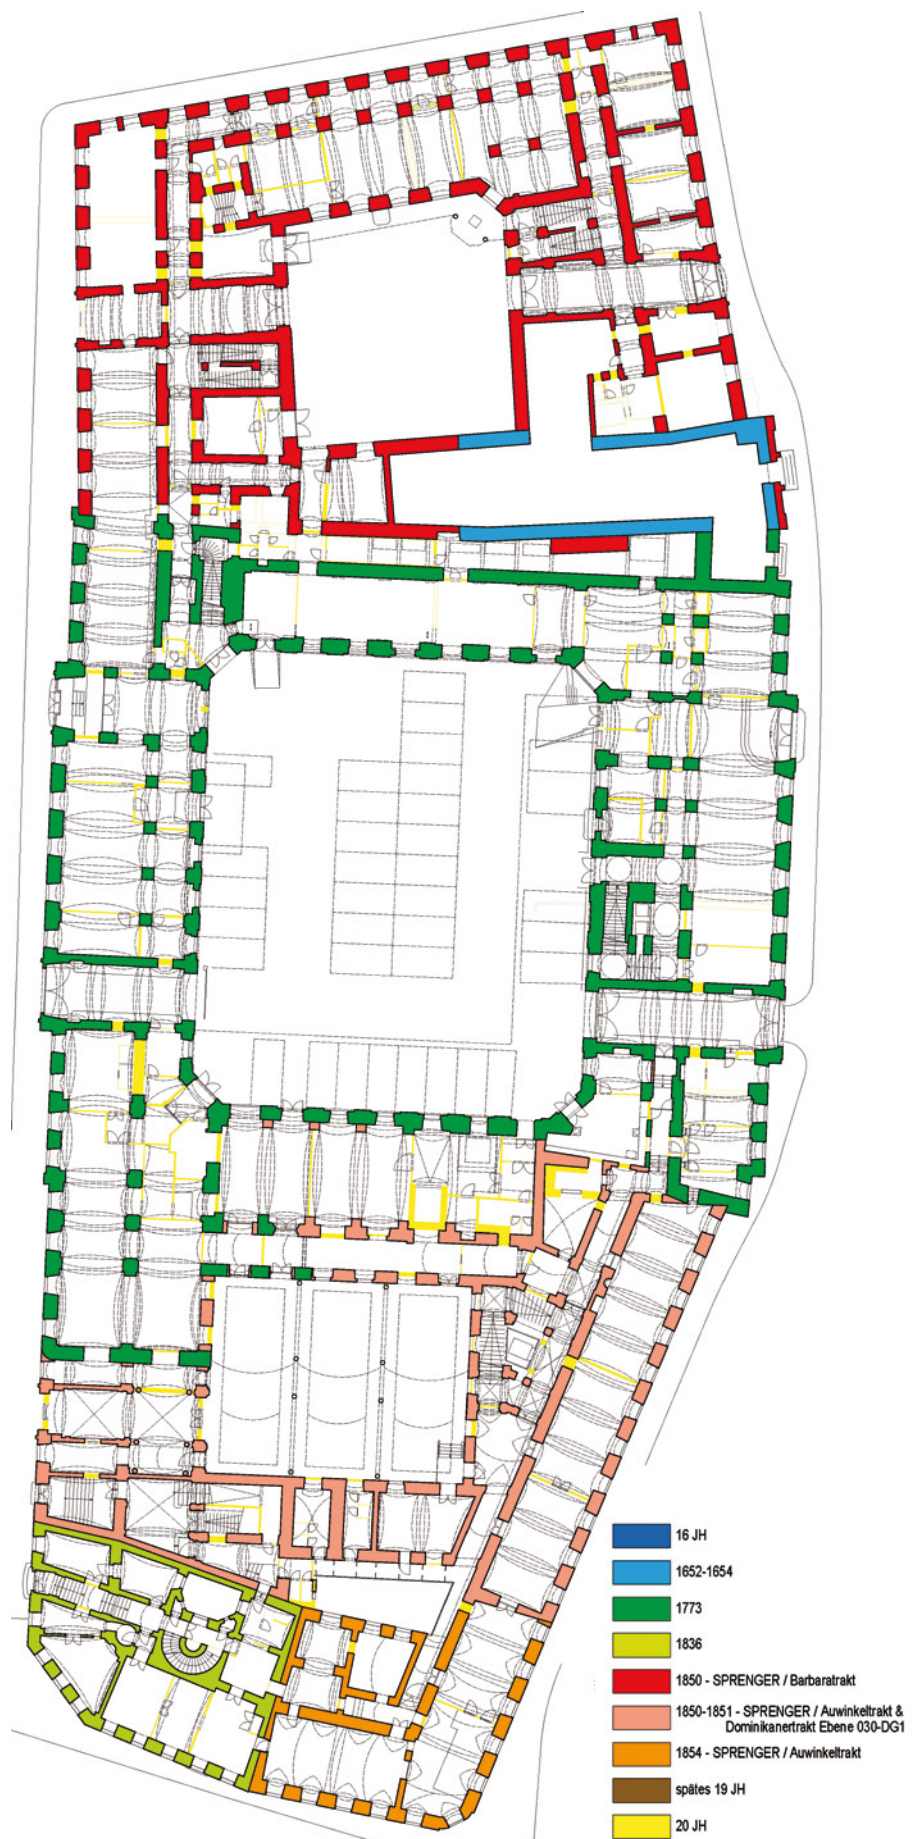 16 JH
1652-1654
1773
1836
1850 - SPRENGER / Barbaratrakt
1850-1851 - SPRENGER / Auwinkeltrakt &
Dominikanertrakt Ebene 030-DG1
1854 - SPRENGER / Auwinkeltrakt
spätes 19 JH
20 JH